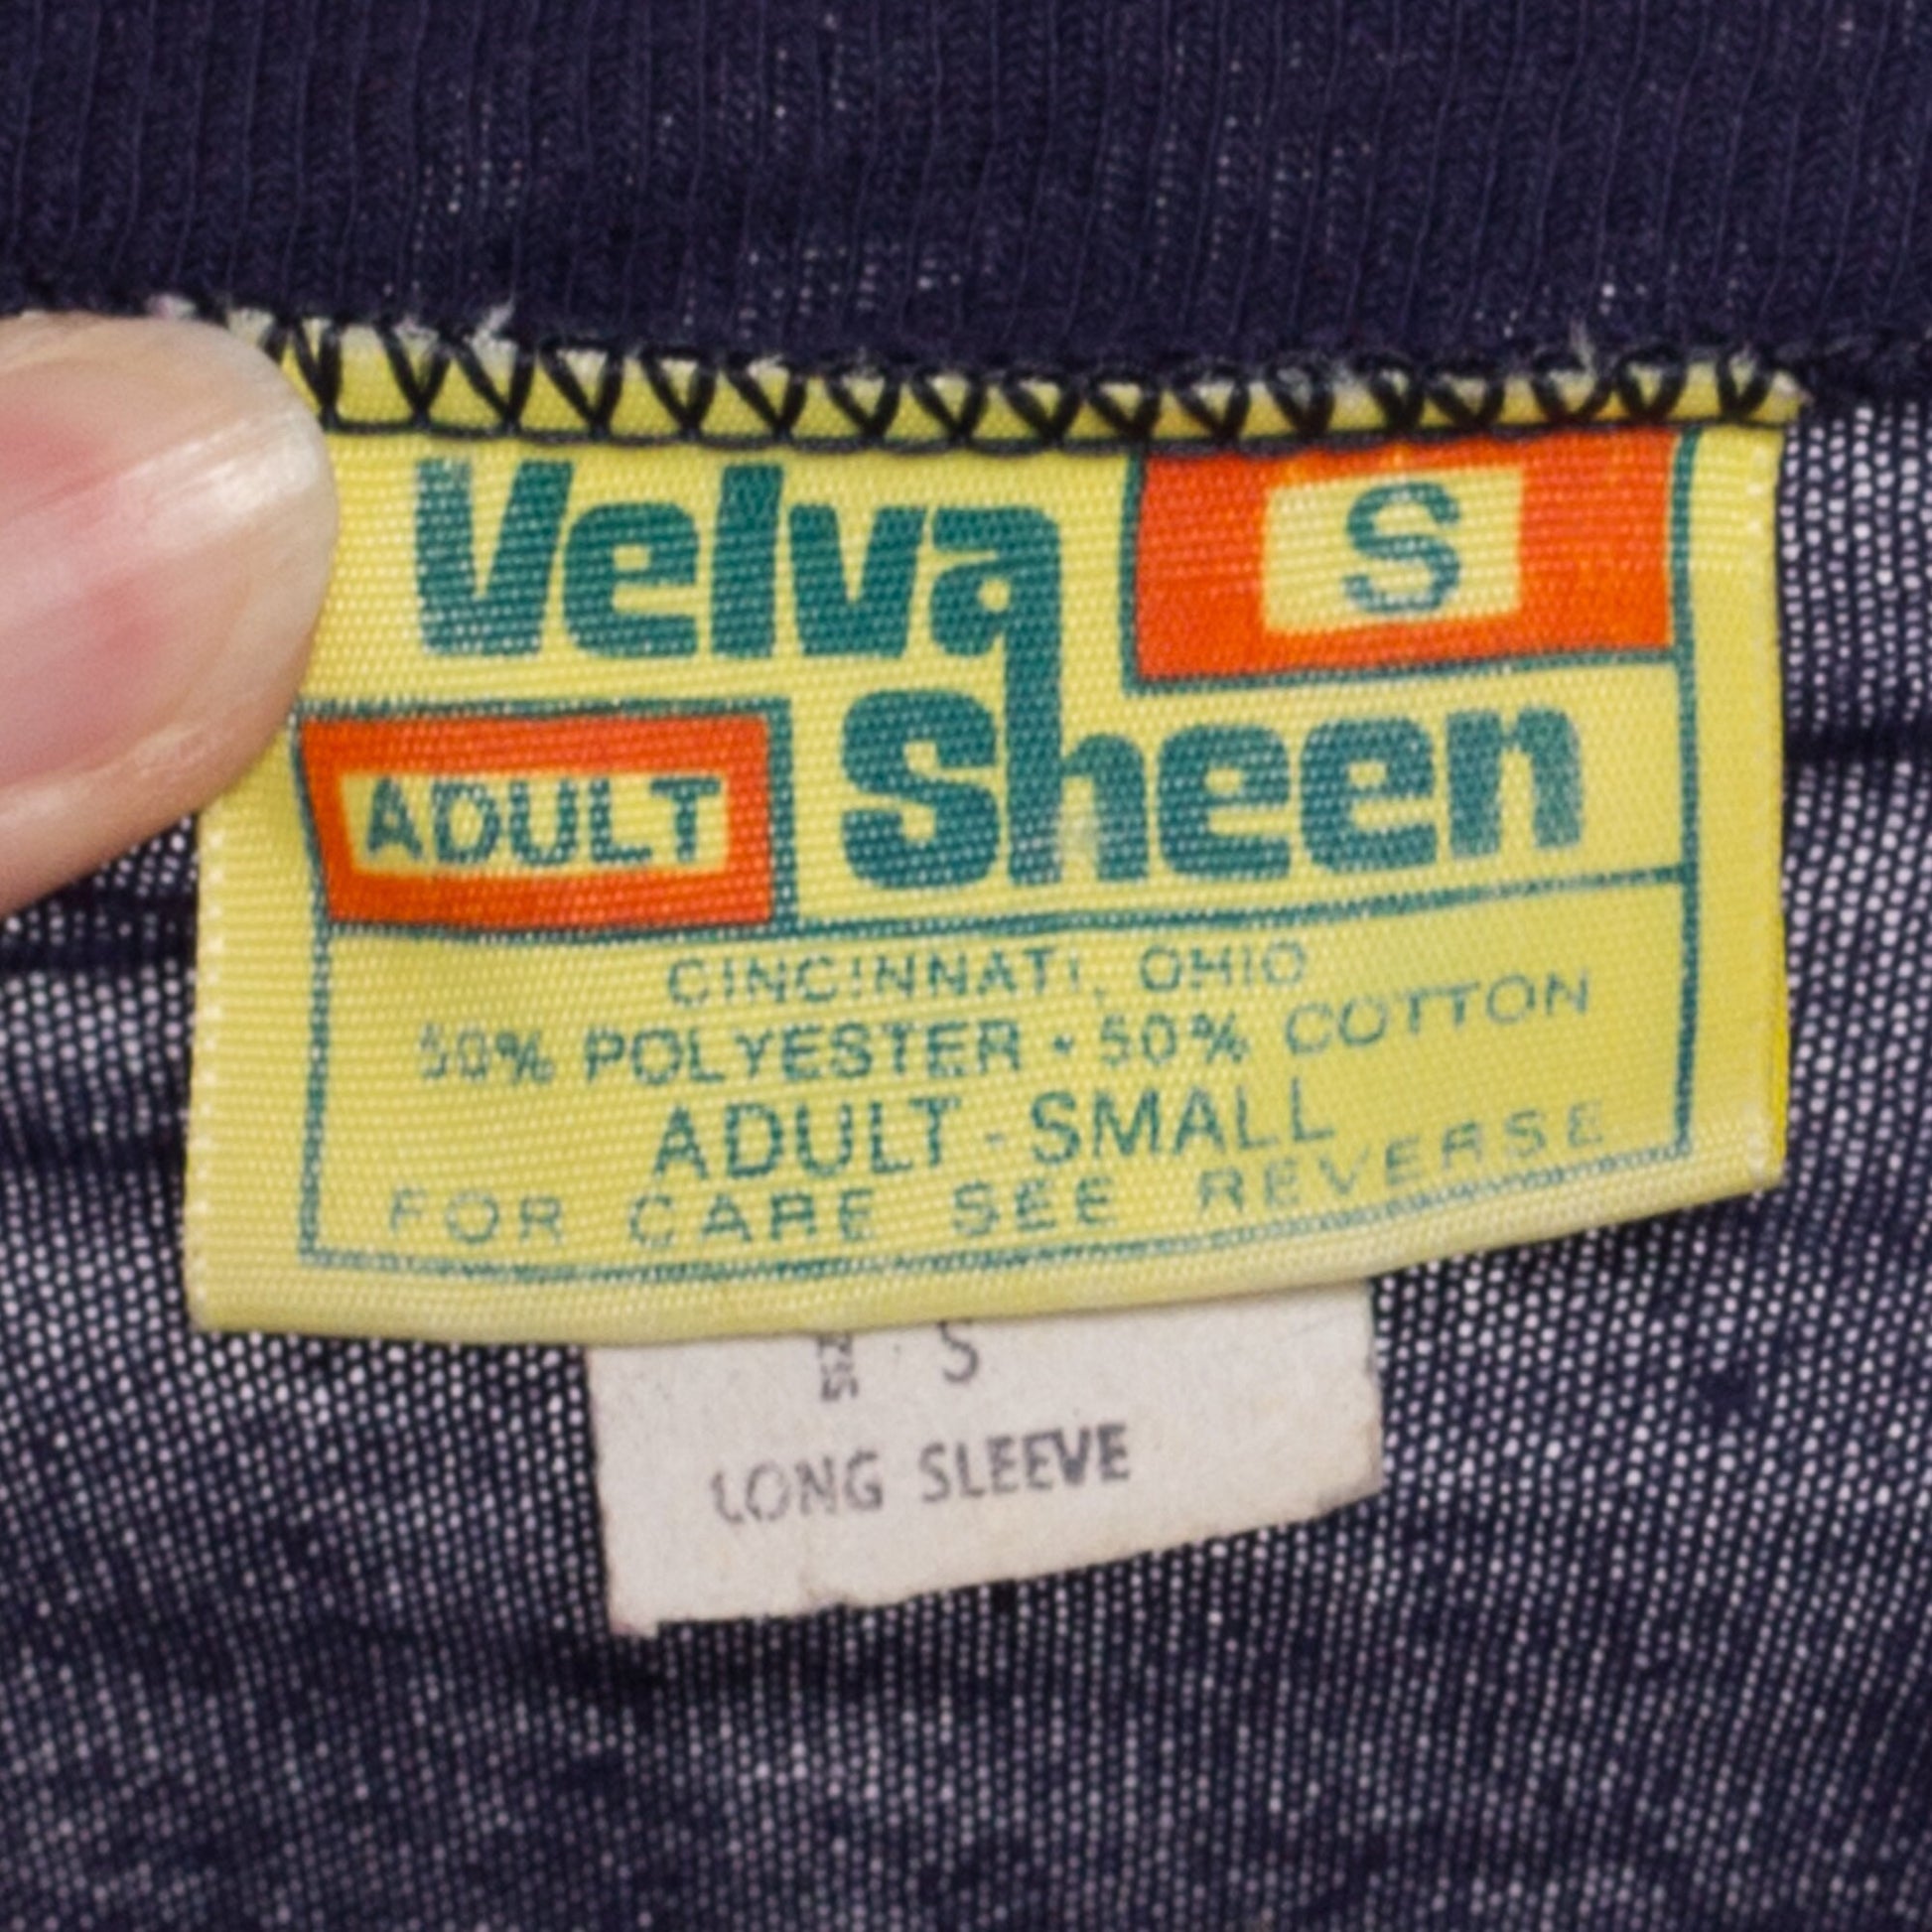 Velva
S
ADULT
Sheen
CINCINNATI, OHIO
50% POLYESTER • 50% COTTON
ADULT - SMALL
FOR CARE SEE REVERSE
S
LONG SLEEVE